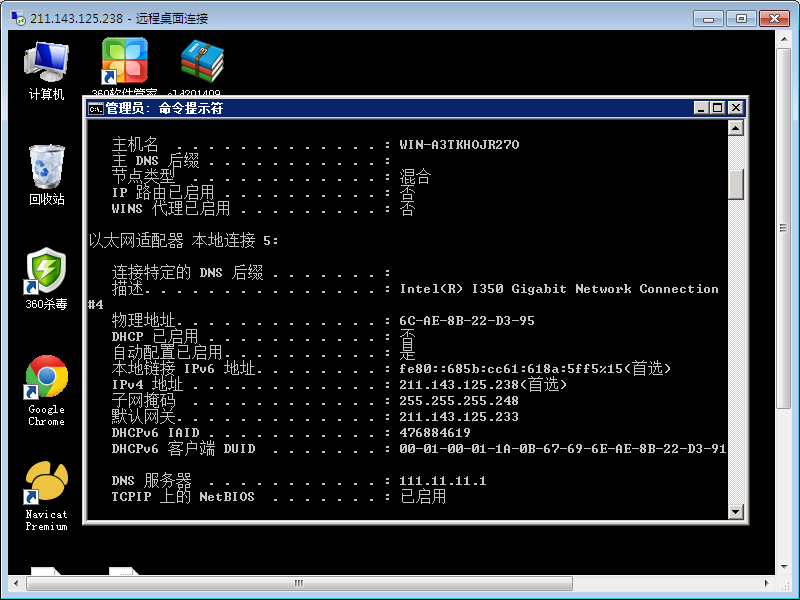 211.143.125.238 - 远程桌面连接
计算机
360软件管家
old201409
管理员: 命令提示符
主机名 . . . . . . . . . . . . . : WIN-A3TKHOJR27O
主 DNS 后缀 . . . . . . . . . . . :
节点类型 . . . . . . . . . . . . : 混合
IP 路由已启用 . . . . . . . . . . : 否
WINS 代理已启用 . . . . . . . . . : 否
回收站
以太网适配器 本地连接 5:
连接特定的 DNS 后缀 . . . . . . . :
描述. . . . . . . . . . . . . . . : Intel(R) I350 Gigabit Network Connection
#4
360杀毒
物理地址. . . . . . . . . . . . . : 6C-AE-8B-22-D3-95
DHCP 已启用 . . . . . . . . . . . : 否
自动配置已启用. . . . . . . . . . : 是
本地链接 IPv6 地址. . . . . . . . : fe80::685b:cc61:618a:5ff5%15(首选)
IPv4 地址 . . . . . . . . . . . . : 211.143.125.238(首选)
子网掩码 . . . . . . . . . . . . : 255.255.255.248
默认网关. . . . . . . . . . . . . : 211.143.125.233
DHCPv6 IAID . . . . . . . . . . . : 476884619
DHCPv6 客户端 DUID . . . . . . . : 00-01-00-01-1A-0B-67-69-6E-AE-8B-22-D3-91
Google
Chrome
DNS 服务器 . . . . . . . . . . . : 111.11.11.1
TCPIP 上的 NetBIOS . . . . . . . : 已启用
Navicat
Premium